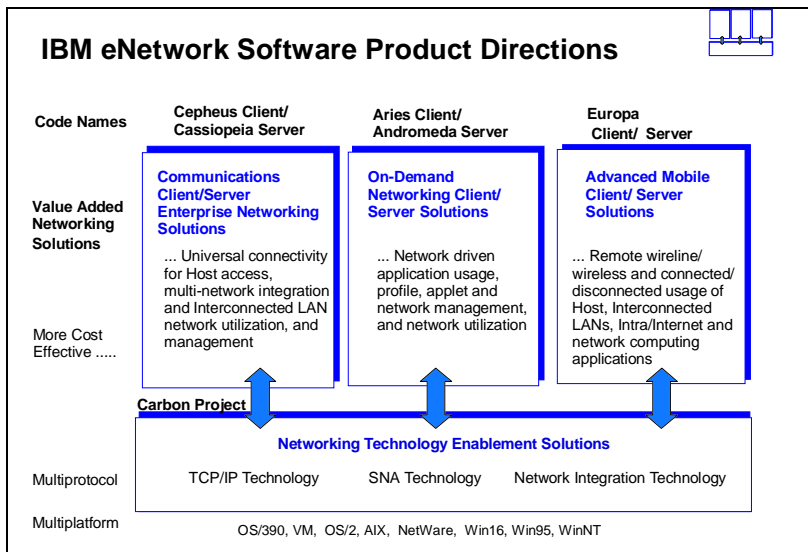 IBM eNetwork Software Product Directions
Code Names
Cepheus Client/
Cassiopeia Server
Aries Client/
Andromeda Server
Europa
Client/ Server
Value Added
Networking
Solutions
More Cost
Effective .....
Communications
Client/Server
Enterprise Networking
Solutions
... Universal connectivity
for Host access,
multi-network integration
and Interconnected LAN
network utilization, and
management
On-Demand
Networking Client/
Server Solutions
... Network driven
application usage,
profile, applet and
network management,
and network utilization
Advanced Mobile
Client/ Server
Solutions
... Remote wireline/
wireless and connected/
disconnected usage of
Host, Interconnected
LANs, Intra/Internet and
network computing
applications
Carbon Project
Networking Technology Enablement Solutions
Multiprotocol
TCP/IP Technology
SNA Technology
Network Integration Technology
Multiplatform
OS/390, VM, OS/2, AIX, NetWare, Win16, Win95, WinNT